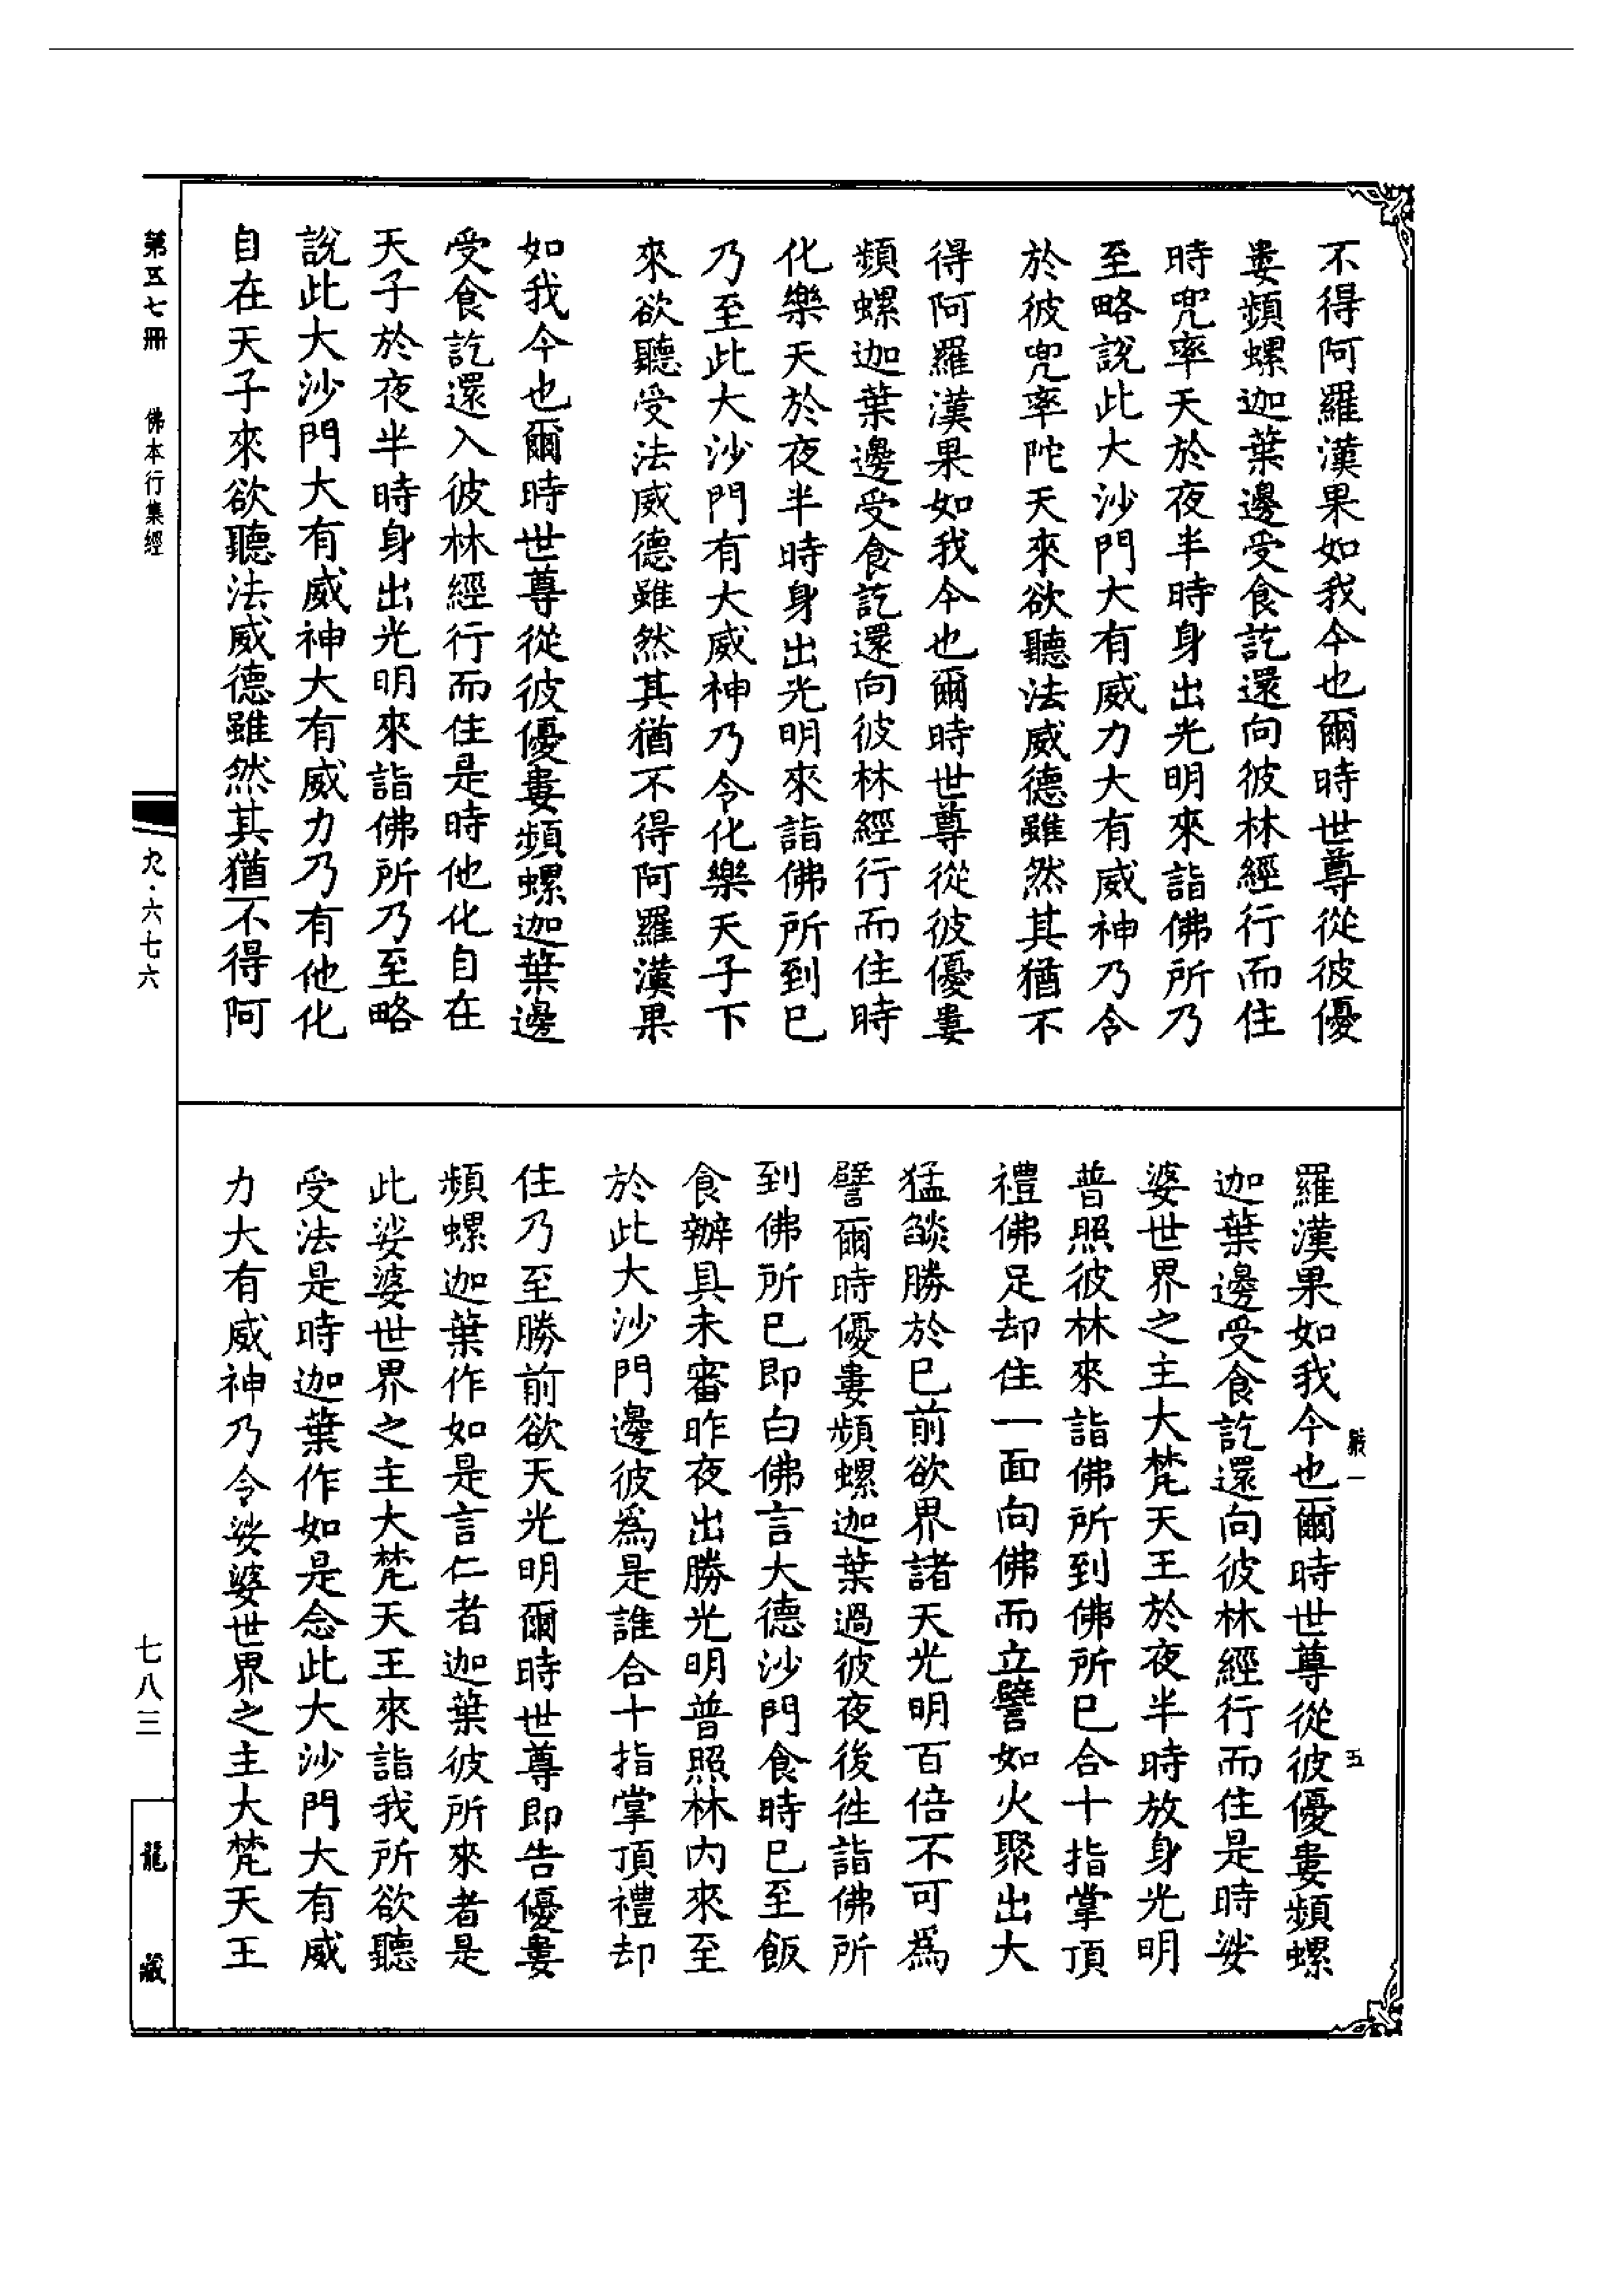 不得阿羅漢果如我今也爾時世尊從彼優
婁頻螺迦葉邊受食訖還向彼林經行而住
時兜率天於夜半時身出光明來詣佛所乃
至略說此大沙門大有威力大有威神乃令
於彼兜率陀天來欲聽法威德雖然其猶不
得阿羅漢果如我今也爾時世尊從彼優婁
頻螺迦葉邊受食訖還向彼林經行而住時
化樂天於夜半時身出光明來詣佛所到已
乃至此大沙門有大威神乃令化樂天子下
來欲聽受法威德雖然其猶不得阿羅漢果
如我今也爾時世尊從彼優婁頻螺迦葉邊
受食訖還入彼林經行而住是時他化自在
天子於夜半時身出光明來詣佛所乃至略
說此大沙門大有威神大有威力乃有他化
自在天子來欲聽法威德雖然其猶不得阿
羅漢果如我今也爾時世尊從彼優婁頻螺
迦葉邊受食訖還向彼林經行而住是時娑
婆世界之主大梵天王於夜半時放身光明
普照彼林來詣佛所到佛所已合十指掌頂
禮佛足却住一面向佛而立譬如火聚出大
猛燄勝於已前欲界諸天光明百倍不可為
譬爾時優婁頻螺迦葉過彼夜後徃詣佛所
到佛所已即白佛言大德沙門食時已至飯
食辦具未審昨夜出勝光明普照林內來至
於此大沙門邊彼為是誰合十指掌頂禮却
住乃至勝前欲天光明爾時世尊即告優婁
頻螺迦葉作如是言仁者迦葉彼所來者是
此娑婆世界之主大梵天王來詣我所欲聽
受法是時迦葉作如是念此大沙門大有威
力大有威神乃令娑婆世界之主大梵天王
五
第五七冊
佛本行集經
九·六七六
七八三
龍藏